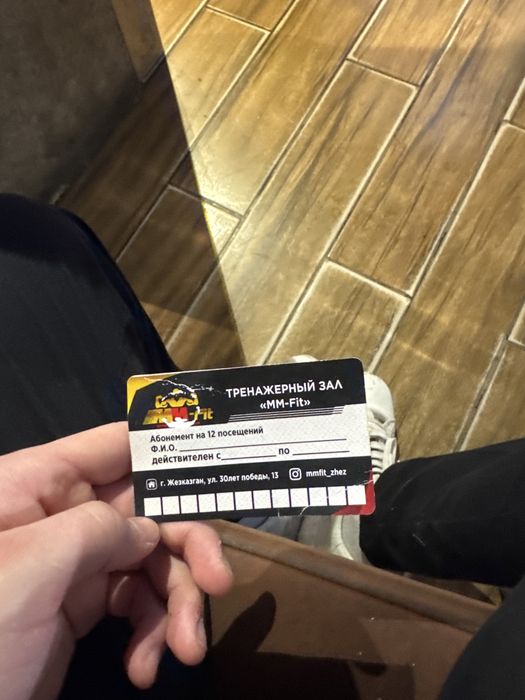 ТРЕНАЖЕРНЫЙ ЗАЛ
«MM-Fit»
MM-Fit
Абонемент на 12 посещений
Ф.И.О.
действителен с по
г. Жезказган, ул. 30лет победы, 13 mmfit_zhez